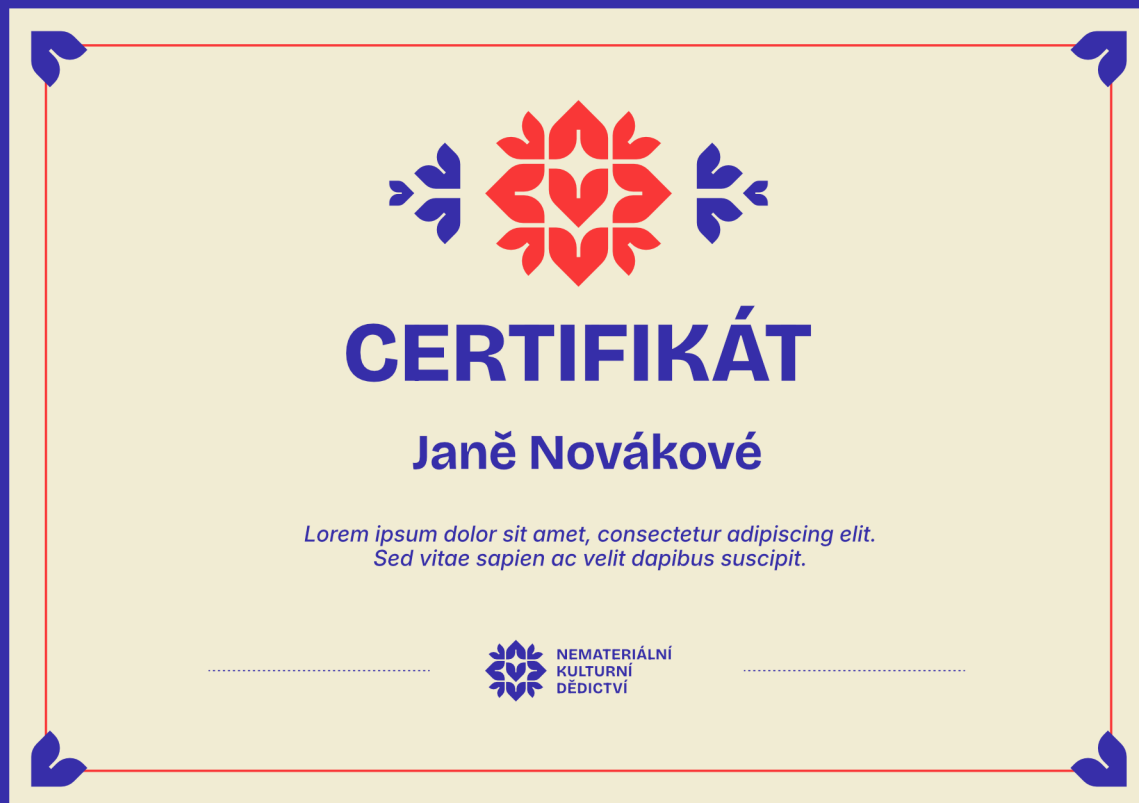 CERTIFIKÁT
Janě Novákové
Lorem ipsum dolor sit amet, consectetur adipiscing elit.
Sed vitae sapien ac velit dapibus suscipit.
NEMATERIÁLNÍ
KULTURNÍ
DĚDICTVÍ